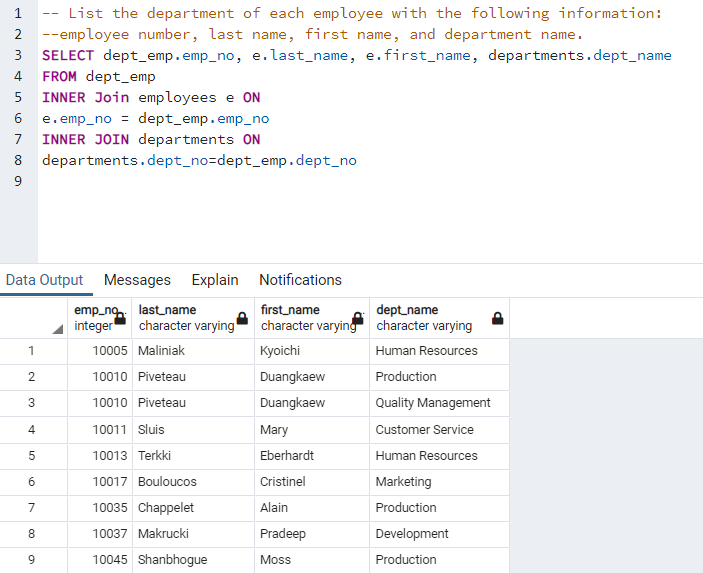 1 -- List the department of each employee with the following information:
2 --employee number, last name, first name, and department name.
3 SELECT dept_emp.emp_no, e.last_name, e.first_name, departments.dept_name
4 FROM dept_emp
5 INNER Join employees e ON
6 e.emp_no = dept_emp.emp_no
7 INNER JOIN departments ON
8 departments.dept_no=dept_emp.dept_no
9
Data Output Messages Explain Notifications
emp_no last_name first_name dept_name
integer character varying character varying character varying
1 10005 Maliniak Kyoichi Human Resources
2 10010 Piveteau Duangkaew Production
3 10010 Piveteau Duangkaew Quality Management
4 10011 Sluis Mary Customer Service
5 10013 Terkki Eberhardt Human Resources
6 10017 Bouloucos Cristinel Marketing
7 10035 Chappelet Alain Production
8 10037 Makrucki Pradeep Development
9 10045 Shanbhogue Moss Production